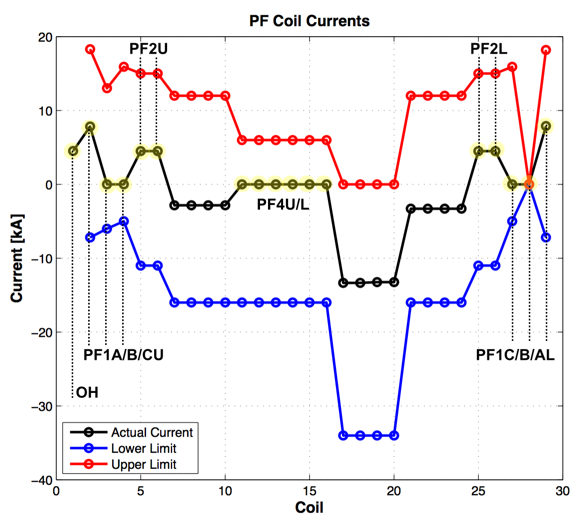 PF Coil Currents
20
10
0
−10
−20
−30
−40
Current [kA]
PF2U
PF2L
PF4U/L
PF1A/B/CU
PF1C/B/AL
OH
Actual Current
Lower Limit
Upper Limit
0
5
10
15
20
25
30
Coil